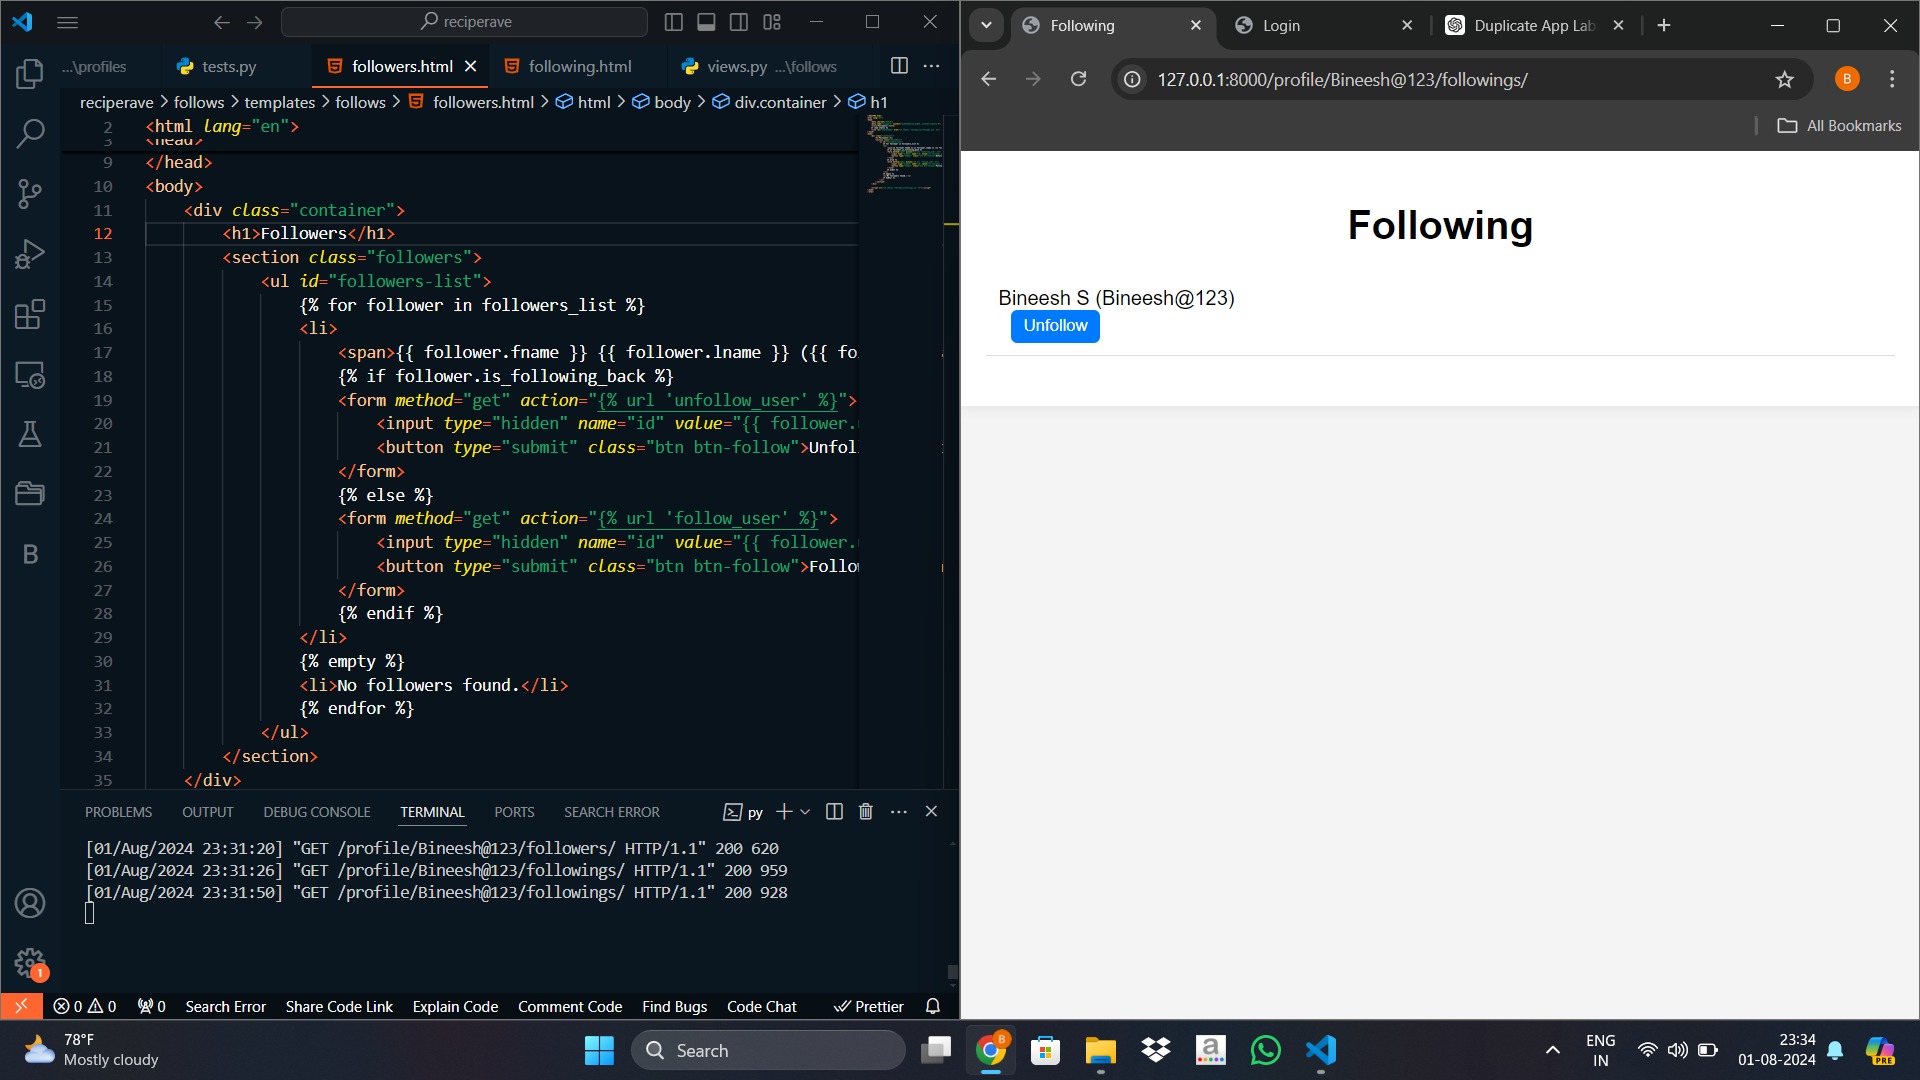 reciperave
...\profiles
tests.py
followers.html
following.html
views.py ...\follows
reciperave > follows > templates > follows > followers.html > html > body > div.container > h1
2 <html lang="en">
3 <head>
9 </head>
10 <body>
11 <div class="container">
12 <h1>Followers</h1>
13 <section class="followers">
14 <ul id="followers-list">
15 {% for follower in followers_list %}
16 <li>
17 <span>{{ follower.fname }} {{ follower.lname }} ({{ fo
18 {% if follower.is_following_back %}
19 <form method="get" action="{% url 'unfollow_user' %}">
20 <input type="hidden" name="id" value="{{ follower.
21 <button type="submit" class="btn btn-follow">Unfol
22 </form>
23 {% else %}
24 <form method="get" action="{% url 'follow_user' %}">
25 <input type="hidden" name="id" value="{{ follower.
26 <button type="submit" class="btn btn-follow">Follo
27 </form>
28 {% endif %}
29 </li>
30 {% empty %}
31 <li>No followers found.</li>
32 {% endfor %}
33 </ul>
34 </section>
35 </div>
PROBLEMS OUTPUT DEBUG CONSOLE TERMINAL PORTS SEARCH ERROR
py
[01/Aug/2024 23:31:20] "GET /profile/Bineesh@123/followers/ HTTP/1.1" 200 620
[01/Aug/2024 23:31:26] "GET /profile/Bineesh@123/followings/ HTTP/1.1" 200 959
[01/Aug/2024 23:31:50] "GET /profile/Bineesh@123/followings/ HTTP/1.1" 200 928
B
1
0 0 0 Search Error Share Code Link Explain Code Comment Code Find Bugs Code Chat Prettier
Following
Login
Duplicate App Lab
127.0.0.1:8000/profile/Bineesh@123/followings/
B
All Bookmarks
Following
Bineesh S (Bineesh@123)
Unfollow
78°F
Mostly cloudy
Search
B
a
ENG
IN
23:34
01-08-2024
PRE